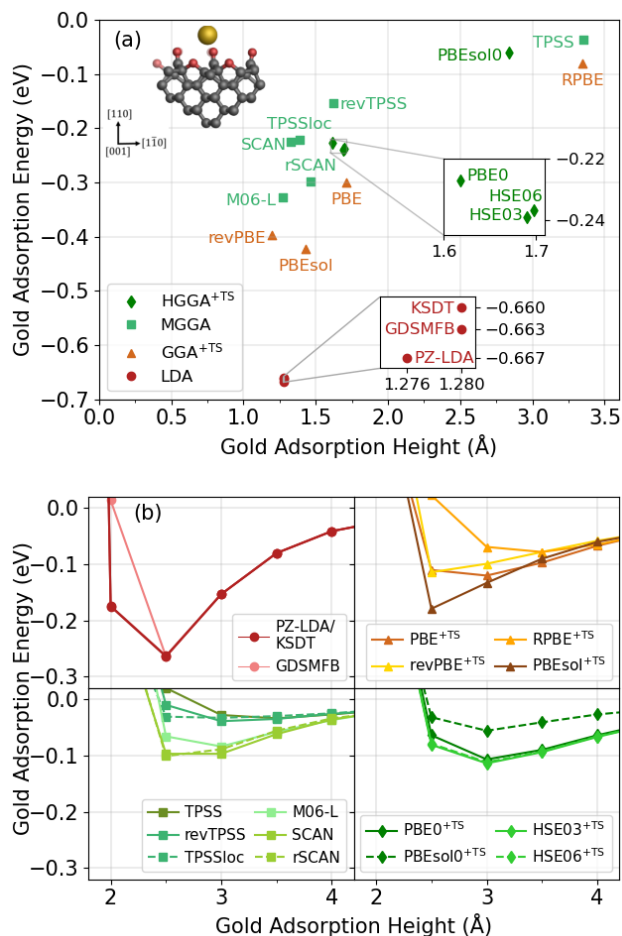 (a)
[110]
[001]
[11̅0]
PBEsol0
TPSS
RPBE
revTPSS
TPSSloc
SCAN
rSCAN
M06-L
PBE
revPBE
PBEsol
PBE0
HSE06
HSE03
−0.22
−0.24
1.6 1.7
KSDT
GDSMFB
PZ-LDA
−0.660
−0.663
−0.667
1.276 1.280
HGGA+TS
MGGA
GGA+TS
LDA
0.0
−0.1
−0.2
−0.3
−0.4
−0.5
−0.6
−0.7
Gold Adsorption Energy (eV)
0.0 0.5 1.0 1.5 2.0 2.5 3.0 3.5
Gold Adsorption Height (Å)
(b)
0.0
−0.1
−0.2
−0.3
PZ-LDA/
KSDT
GDSMFB
PBE+TS
revPBE+TS
RPBE+TS
PBEsol+TS
0.0
−0.1
−0.2
−0.3
TPSS
revTPSS
TPSSloc
M06-L
SCAN
rSCAN
PBE0+TS
PBEsol0+TS
HSE03+TS
HSE06+TS
Gold Adsorption Energy (eV)
2 3 4
2 3 4
Gold Adsorption Height (Å)